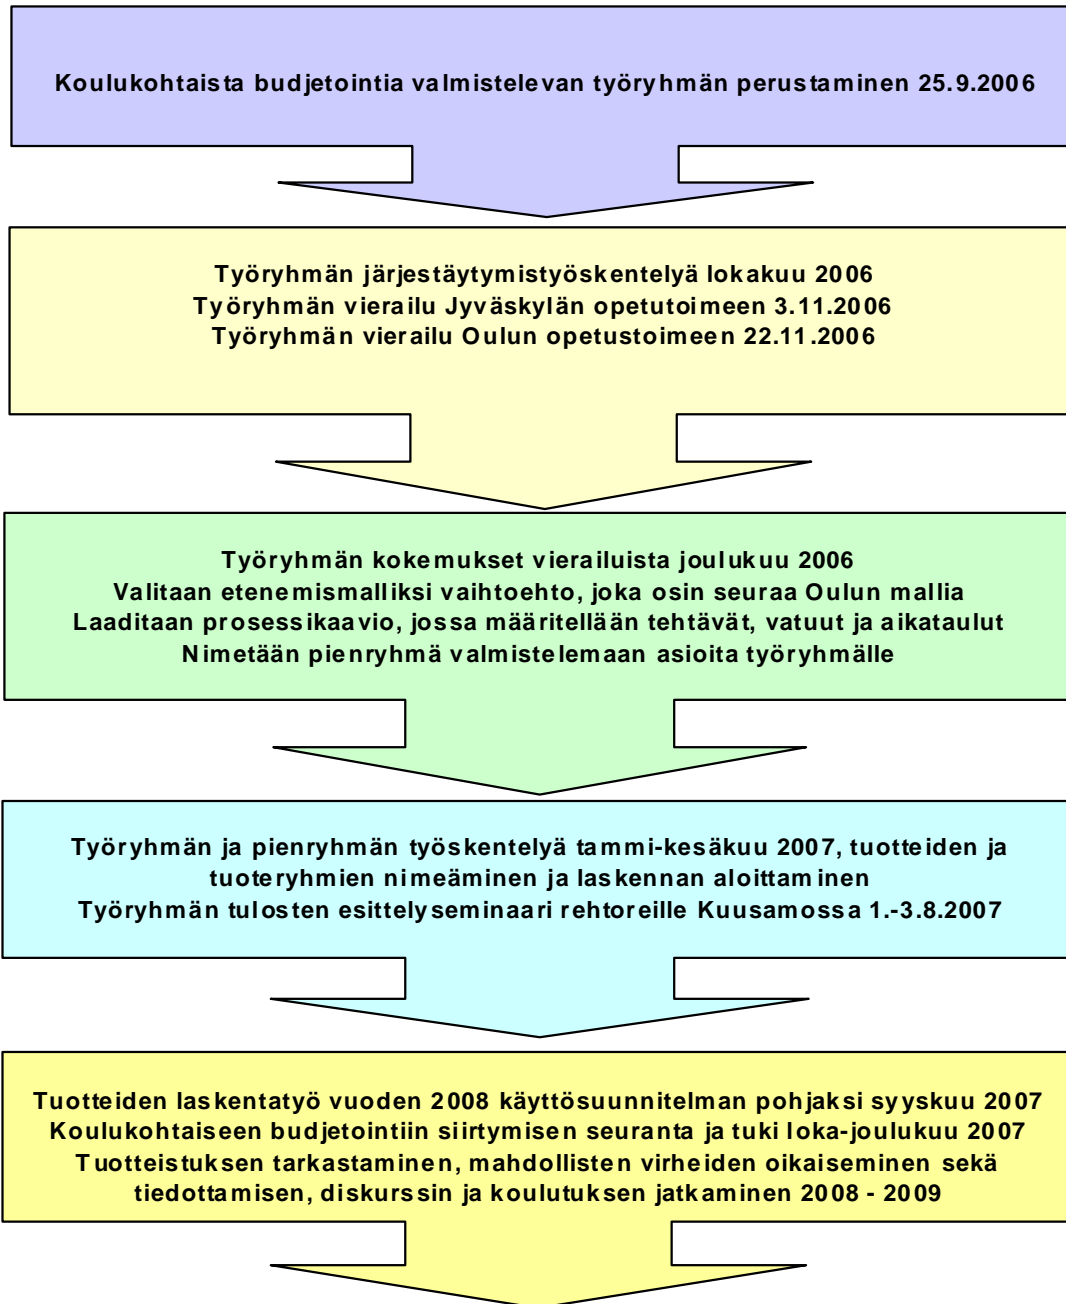 Koulukohtaista budjetointia valmistelevan työryhmän perustaminen 25.9.2006
Työryhmän järjestäytymistyöskentelyä lokakuu 2006
Työryhmän vierailu Jyväskylän opetutoimeen 3.11.2006
Työryhmän vierailu Oulun opetustoimeen 22.11.2006
Työryhmän kokemukset vierailuista joulukuu 2006
Valitaan etenemismalliksi vaihtoehto, joka osin seuraa Oulun mallia
Laaditaan prosessikaavio, jossa määritellään tehtävät, vatuut ja aikataulut
Nimetään pienryhmä valmistelemaan asioita työryhmälle
Työryhmän ja pienryhmän työskentelyä tammi-kesäkuu 2007, tuotteiden ja
tuoteryhmien nimeäminen ja laskennan aloittaminen
Työryhmän tulosten esittelyseminaari rehtoreille Kuusamossa 1.-3.8.2007
Tuotteiden laskentatyö vuoden 2008 käyttösuunnitelman pohjaksi syyskuu 2007
Koulukohtaiseen budjetointiin siirtymisen seuranta ja tuki loka-joulukuu 2007
Tuotteistuksen tarkastaminen, mahdollisten virheiden oikaiseminen sekä
tiedottamisen, diskurssin ja koulutuksen jatkaminen 2008 - 2009